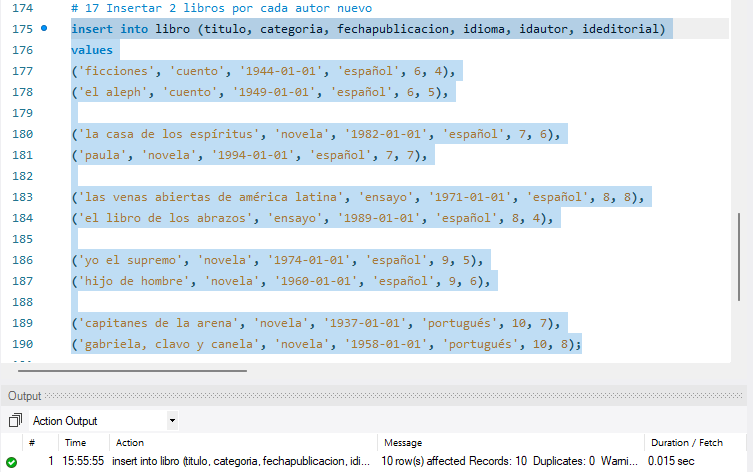 174 # 17 Insertar 2 libros por cada autor nuevo
175 insert into libro (titulo, categoria, fechapublicacion, idioma, idautor, ideditorial)
176 values
177 ('ficciones', 'cuento', '1944-01-01', 'español', 6, 4),
178 ('el aleph', 'cuento', '1949-01-01', 'español', 6, 5),
179
180 ('la casa de los espíritus', 'novela', '1982-01-01', 'español', 7, 6),
181 ('paula', 'novela', '1994-01-01', 'español', 7, 7),
182
183 ('las venas abiertas de américa latina', 'ensayo', '1971-01-01', 'español', 8, 8),
184 ('el libro de los abrazos', 'ensayo', '1989-01-01', 'español', 8, 4),
185
186 ('yo el supremo', 'novela', '1974-01-01', 'español', 9, 5),
187 ('hijo de hombre', 'novela', '1960-01-01', 'español', 9, 6),
188
189 ('capitanes de la arena', 'novela', '1937-01-01', 'portugués', 10, 7),
190 ('gabriela, clavo y canela', 'novela', '1958-01-01', 'portugués', 10, 8);
Output
Action Output
# Time Action Message Duration / Fetch
1 15:55:55 insert into libro (titulo, categoria, fechapublicacion, idi... 10 row(s) affected Records: 10 Duplicates: 0 Warni... 0.015 sec